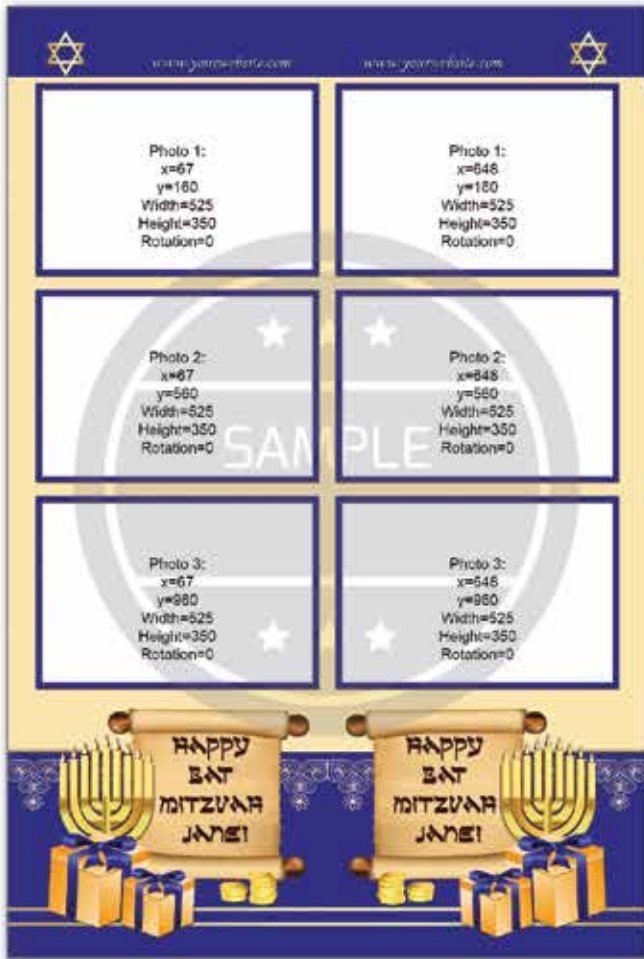 www.yourwebsite.com
www.yourwebsite.com
Photo 1:
x=67
y=160
Width=525
Height=350
Rotation=0
Photo 1:
x=648
y=160
Width=525
Height=350
Rotation=0
Photo 2:
x=67
y=560
Width=525
Height=350
Rotation=0
Photo 2:
x=648
y=560
Width=525
Height=350
Rotation=0
SAMPLE
Photo 3:
x=67
y=960
Width=525
Height=350
Rotation=0
Photo 3:
x=648
y=960
Width=525
Height=350
Rotation=0
HAPPY
BAT
MITZVAH
JANE!
HAPPY
BAT
MITZVAH
JANE!